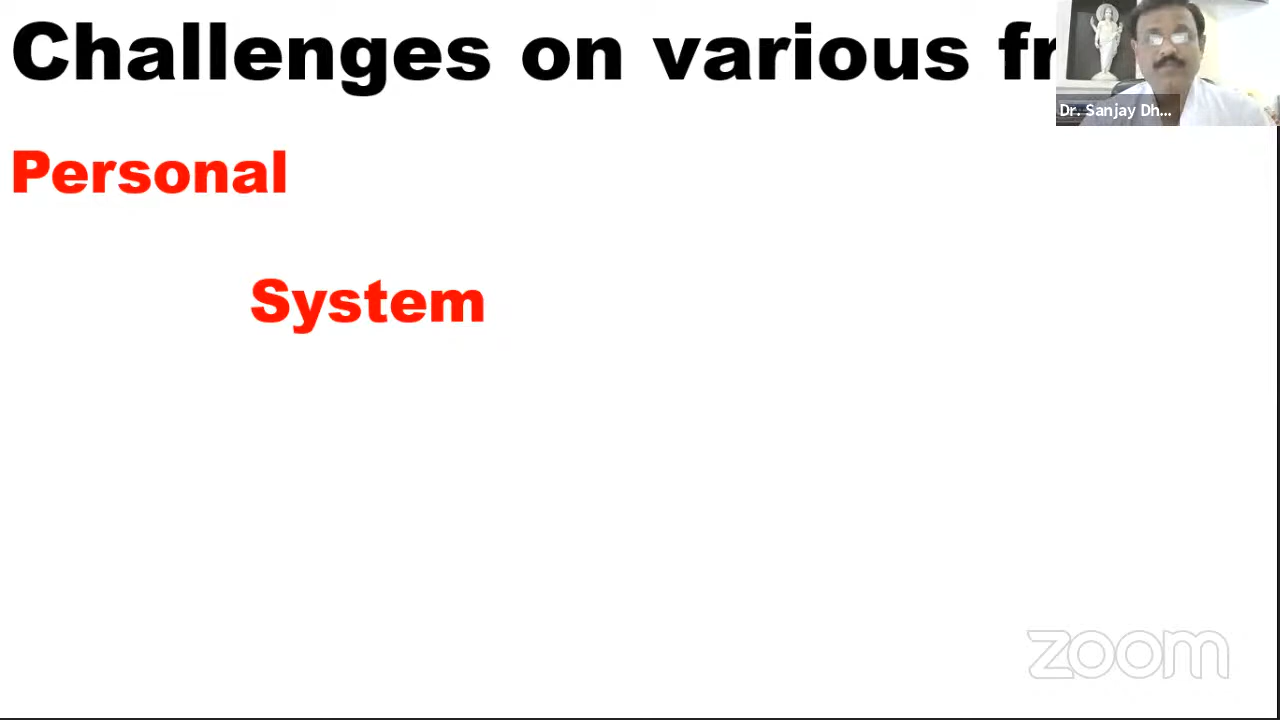 Challenges on various fr
Dr. Sanjay Dh...
Personal
System
zoom